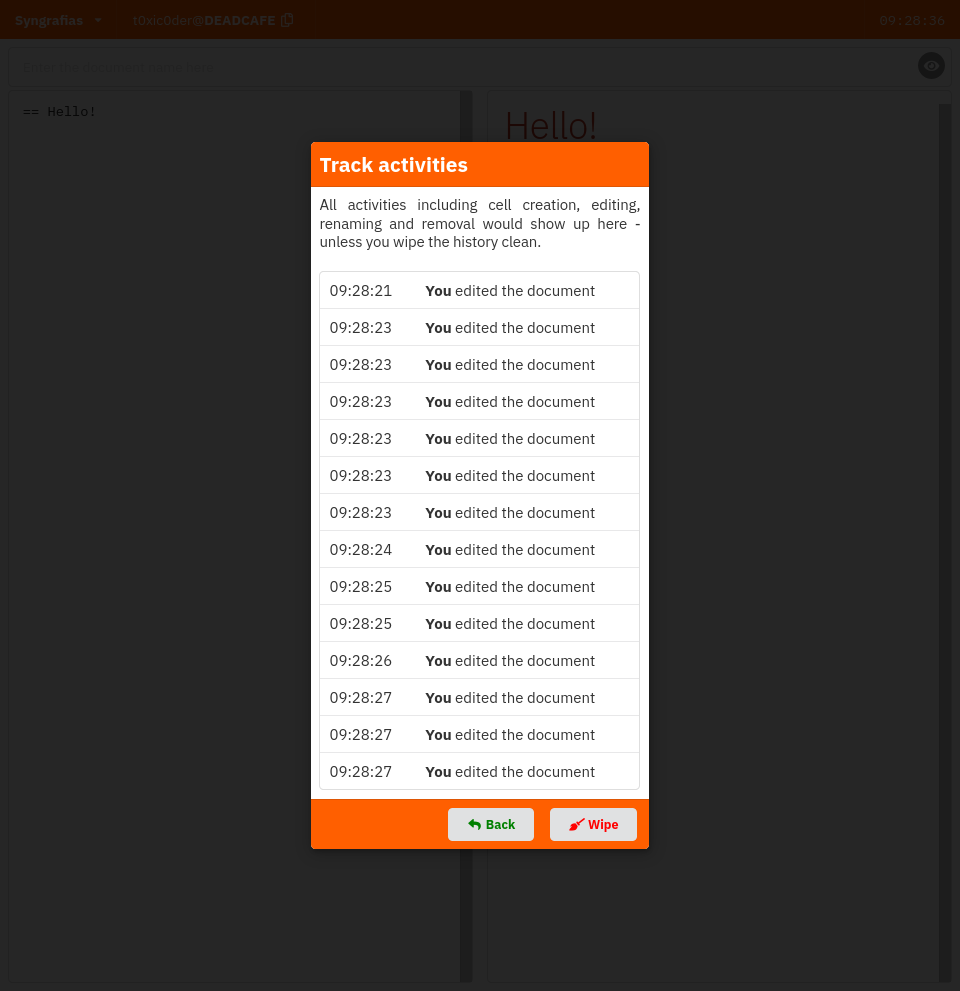 Syngrafias t0xic0der@DEADCAFE 09:28:36
Enter the document name here
== Hello!
Hello!
Track activities
All activities including cell creation, editing,
renaming and removal would show up here -
unless you wipe the history clean.
09:28:21 You edited the document
09:28:23 You edited the document
09:28:23 You edited the document
09:28:23 You edited the document
09:28:23 You edited the document
09:28:23 You edited the document
09:28:23 You edited the document
09:28:24 You edited the document
09:28:25 You edited the document
09:28:25 You edited the document
09:28:26 You edited the document
09:28:27 You edited the document
09:28:27 You edited the document
09:28:27 You edited the document
Back Wipe